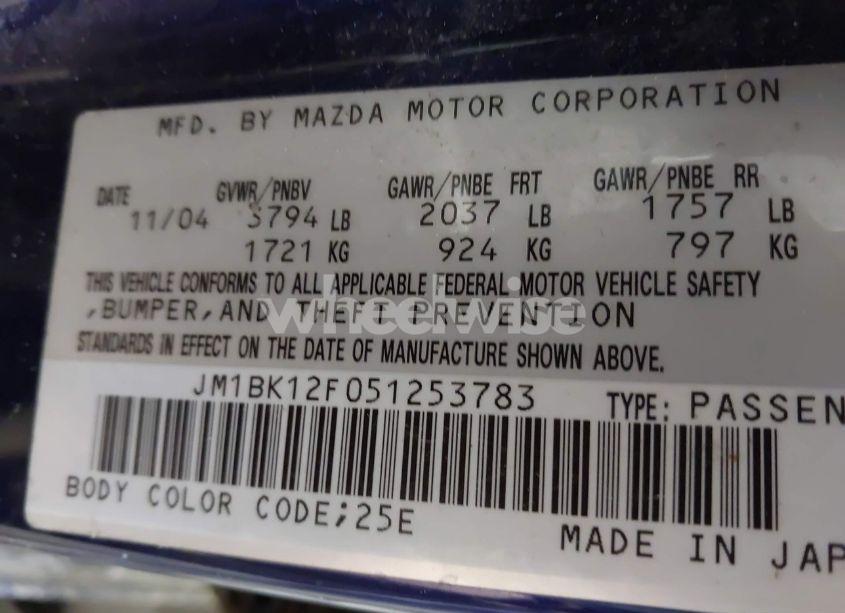 MFD. BY MAZDA MOTOR CORPORATION
DATE GVWR/PNBV GAWR/PNBE FRT GAWR/PNBE RR
11/04 3794 LB 2037 LB 1757 LB
1721 KG 924 KG 797 KG
THIS VEHICLE CONFORMS TO ALL APPLICABLE FEDERAL MOTOR VEHICLE SAFETY
,BUMPER,AND THEFT PREVENTION
wheelwise
STANDARDS IN EFFECT ON THE DATE OF MANUFACTURE SHOWN ABOVE.
JM1BK12F051253783 TYPE: PASSEN
BODY COLOR CODE;25E
MADE IN JAP